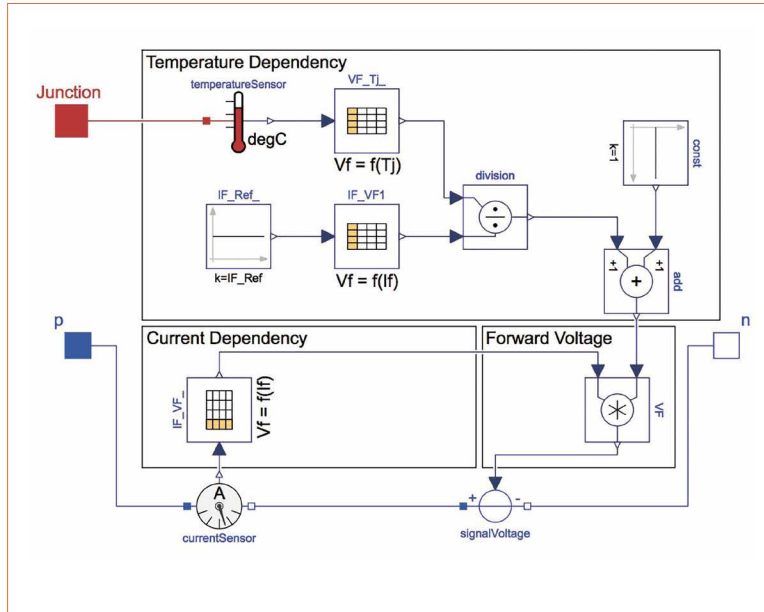 Temperature Dependency
temperatureSensor
VF_Tj_
Junction
degC
Vf = f(Tj)
k=1
const
division
IF_Ref_
IF_VF1
k=IF_Ref
Vf = f(If)
+1
+1
+
add
p
n
Current Dependency
Forward Voltage
IF_VF_
Vf = f(If)
VF
A
+
-
currentSensor
signalVoltage